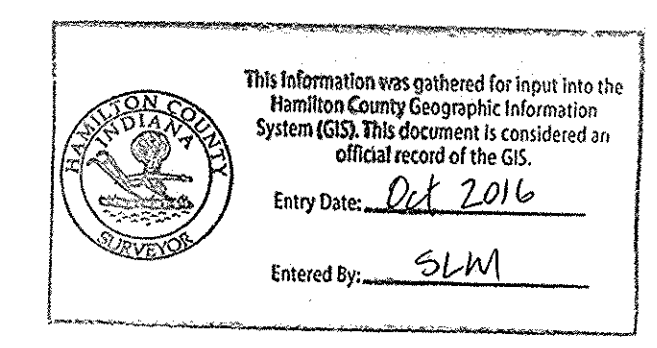 HAMILTON COUNTY
INDIANA
SURVEYOR
This Information was gathered for input into the
Hamilton County Geographic Information
System (GIS). This document is considered an
official record of the GIS.
Entry Date: Oct 2016
Entered By: SLM